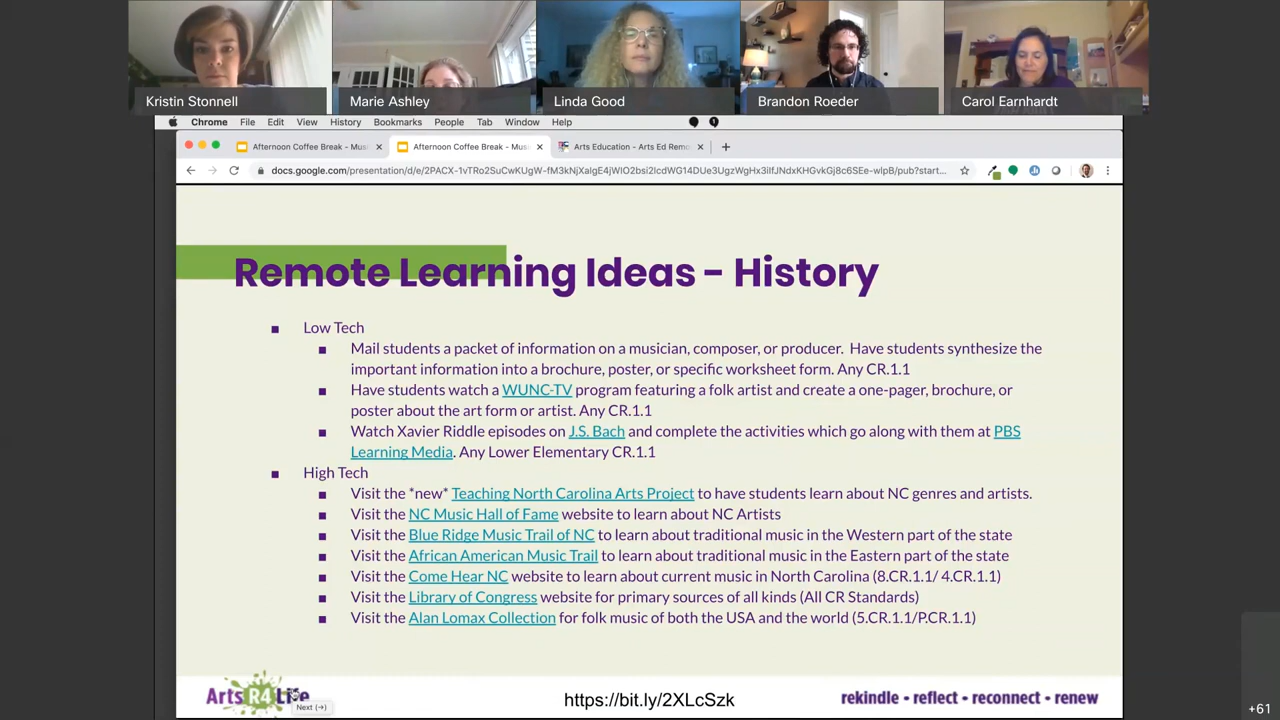 Kristin Stonnell
Marie Ashley
Linda Good
Brandon Roeder
Carol Earnhardt
Chrome File Edit View History Bookmarks People Tab Window Help
Afternoon Coffee Break - Mus
Afternoon Coffee Break - Mus
Arts Education - Arts Ed Remo
docs.google.com/presentation/d/e/2PACX-1vTRo2SuCwKUgW-fM3kNjXaIgE4jWIO2bsi2lcdWG14DUe3UgzWgHx3ilfJNdxKHGvkGj8c6SEe-wlpB/pub?start...
Remote Learning Ideas - History
Low Tech
Mail students a packet of information on a musician, composer, or producer. Have students synthesize the
important information into a brochure, poster, or specific worksheet form. Any CR.1.1
Have students watch a WUNC-TV program featuring a folk artist and create a one-pager, brochure, or
poster about the art form or artist. Any CR.1.1
Watch Xavier Riddle episodes on J.S. Bach and complete the activities which go along with them at PBS
Learning Media. Any Lower Elementary CR.1.1
High Tech
Visit the *new* Teaching North Carolina Arts Project to have students learn about NC genres and artists.
Visit the NC Music Hall of Fame website to learn about NC Artists
Visit the Blue Ridge Music Trail of NC to learn about traditional music in the Western part of the state
Visit the African American Music Trail to learn about traditional music in the Eastern part of the state
Visit the Come Hear NC website to learn about current music in North Carolina (8.CR.1.1/ 4.CR.1.1)
Visit the Library of Congress website for primary sources of all kinds (All CR Standards)
Visit the Alan Lomax Collection for folk music of both the USA and the world (5.CR.1.1/P.CR.1.1)
Arts R4 Life
Next (→)
https://bit.ly/2XLcSzk
rekindle • reflect • reconnect • renew
+61